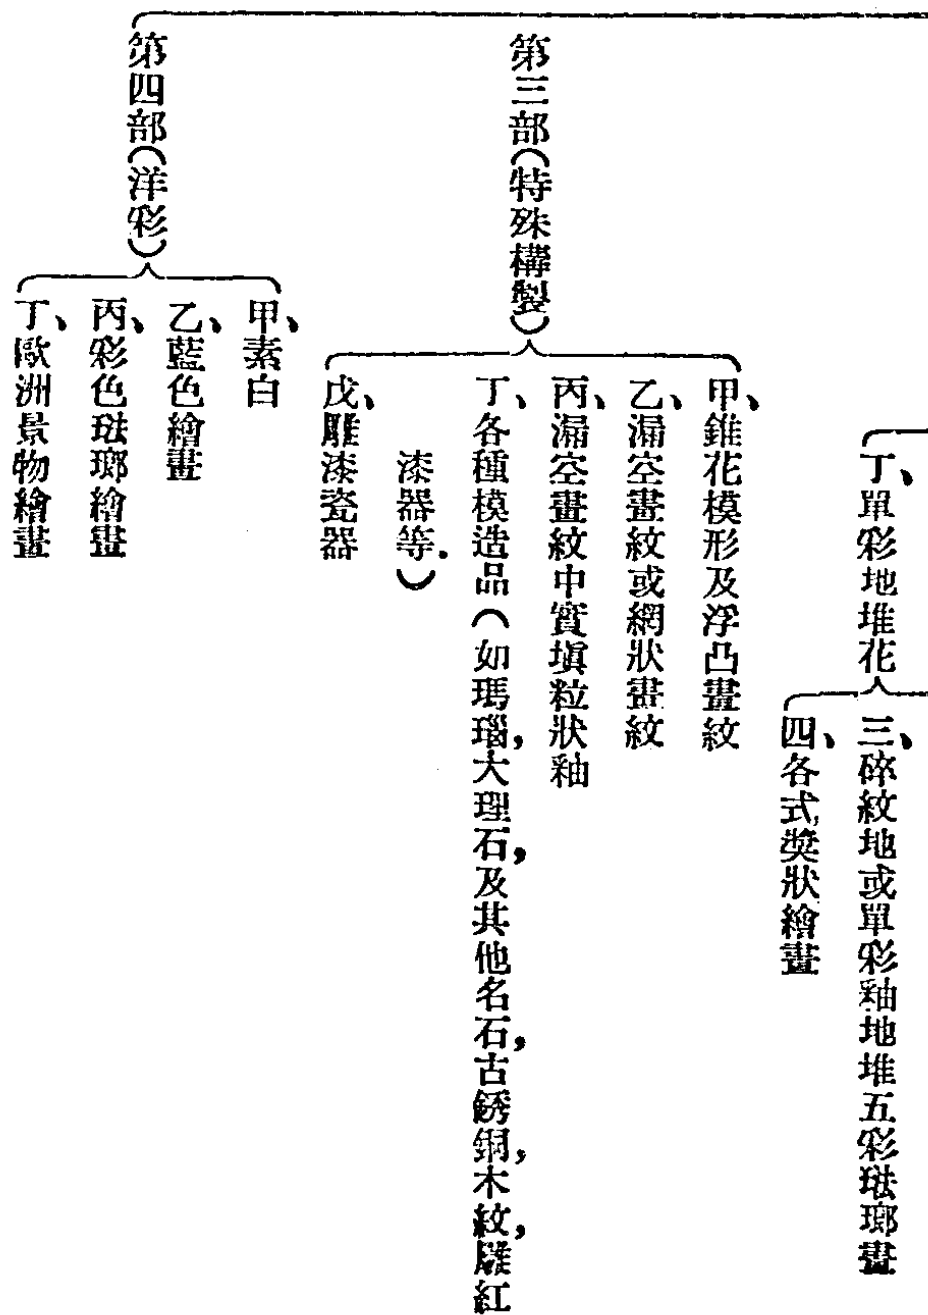 丁、單彩地堆花
三、碎紋地或單彩釉地堆五彩琺瑯畫
四、各式獎狀繪畫
第三部(特殊構製)
甲、錐花模形及浮凸畫紋
乙、漏空畫紋或網狀畫紋
丙、漏空畫紋中實塡粒狀釉
丁、各種模造品(如瑪瑙,大理石,及其他名石,古銹銅,木紋,雕紅
漆器等.)
戊、雕漆瓷器
第四部(洋彩)
甲、素白
乙、藍色繪畫
丙、彩色琺瑯繪畫
丁、歐洲景物繪畫